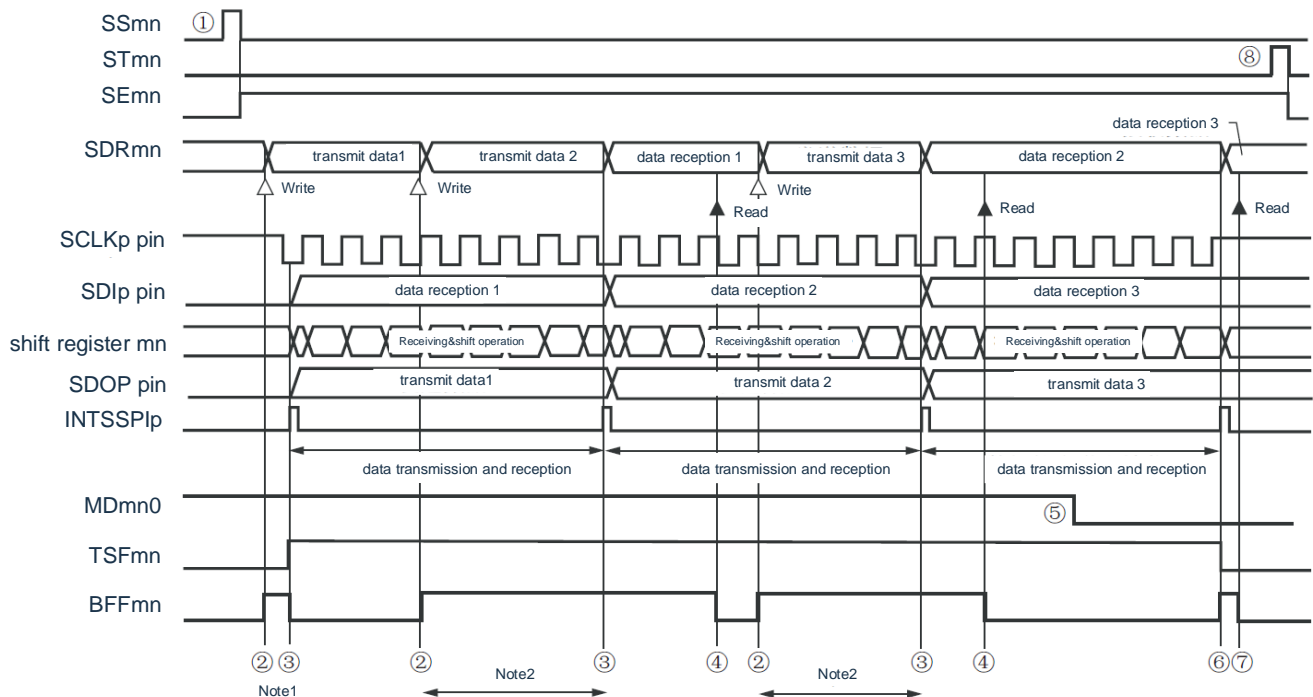 ① SSmn
STmn ⑧
SEmn
data reception 3
SDRmn transmit data1 transmit data 2 data reception 1 transmit data 3 data reception 2
Write Write Read Write Read Read
SCLKp pin
SDIp pin data reception 1 data reception 2 data reception 3
shift register mn Receiving&shift operation Receiving&shift operation Receiving&shift operation
SDOP pin transmit data1 transmit data 2 transmit data 3
INTSSPIp
data transmission and reception data transmission and reception data transmission and reception
MDmn0 ⑤
TSFmn
BFFmn
② ③ ② ③ ④ ② ③ ④ ⑥ ⑦
Note1 Note2 Note2